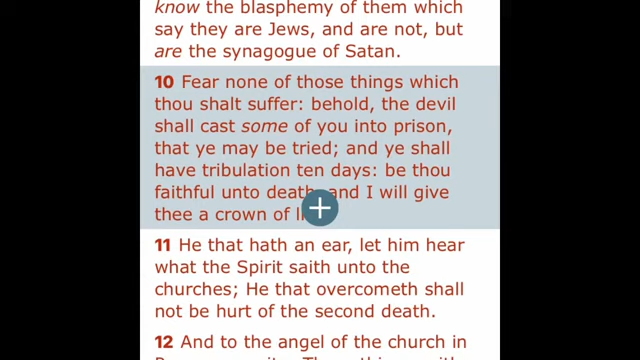 know the blasphemy of them which
say they are Jews, and are not, but
are the synagogue of Satan.
10 Fear none of those things which
thou shalt suffer: behold, the devil
shall cast some of you into prison,
that ye may be tried; and ye shall
have tribulation ten days: be thou
faithful unto death and I will give
thee a crown of
11 He that hath an ear, let him hear
what the Spirit saith unto the
churches; He that overcometh shall
not be hurt of the second death.
12 And to the angel of the church in